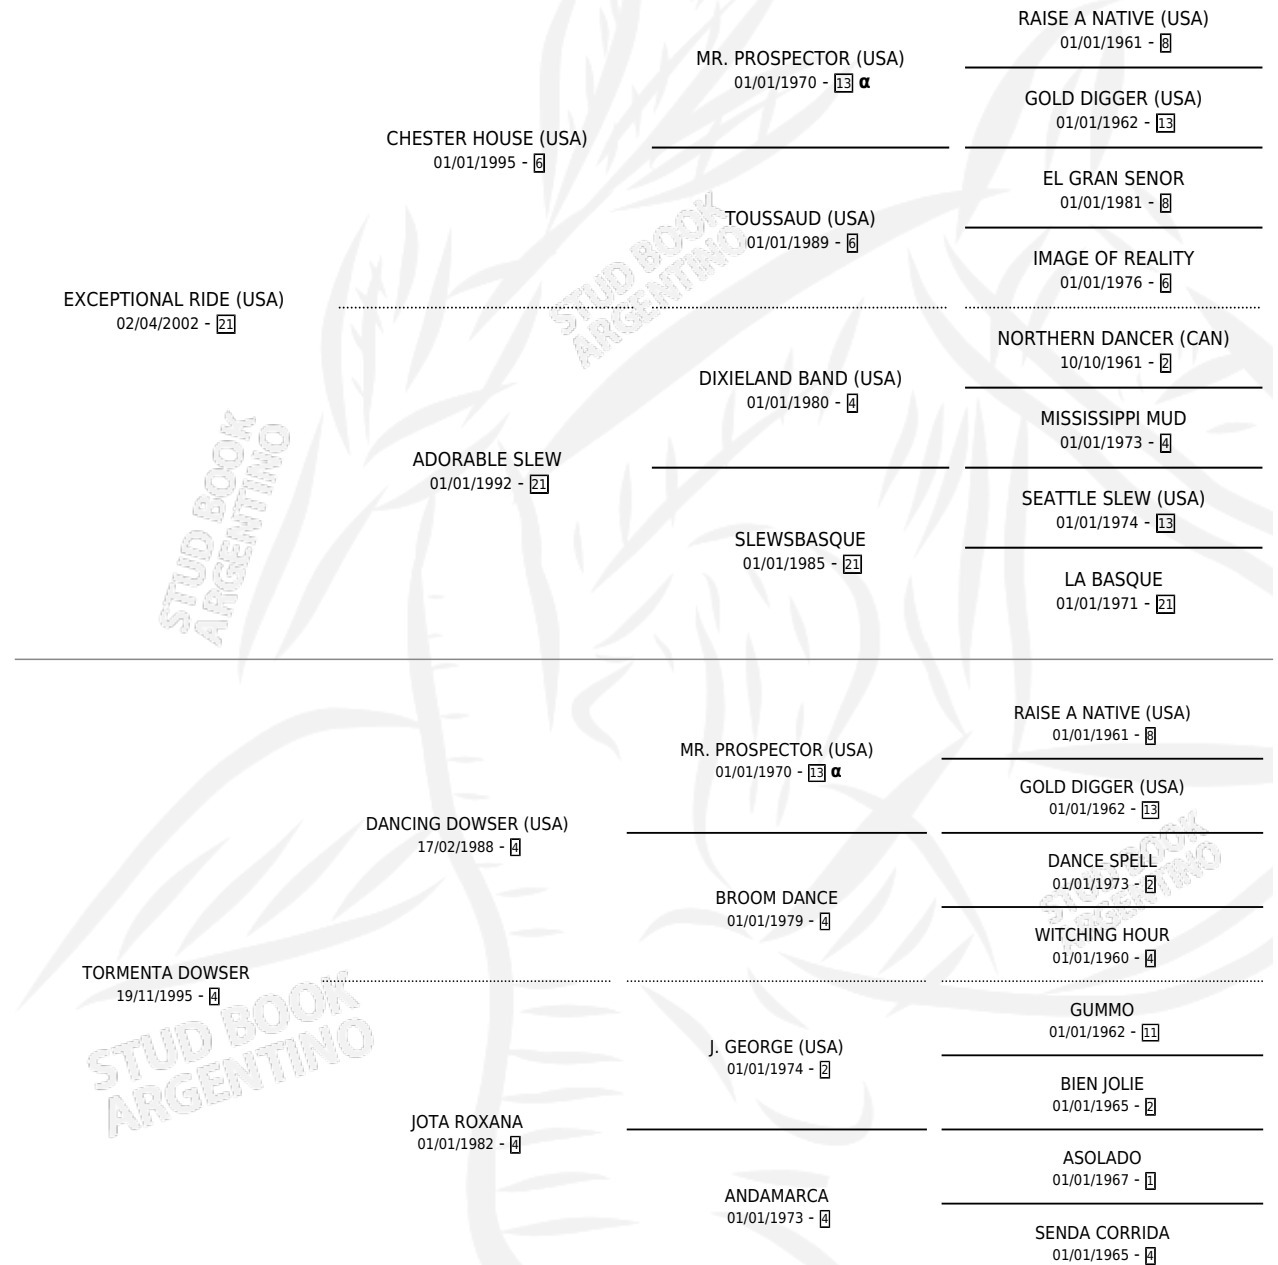 RAISE A NATIVE (USA)
01/01/1961 - 8
MR. PROSPECTOR (USA)
01/01/1970 - 13 α
GOLD DIGGER (USA)
01/01/1962 - 13
CHESTER HOUSE (USA)
01/01/1995 - 6
EL GRAN SENOR
01/01/1981 - 8
TOUSSAUD (USA)
01/01/1989 - 6
IMAGE OF REALITY
01/01/1976 - 6
STUD BOOK
ARGENTINO
EXCEPTIONAL RIDE (USA)
02/04/2002 - 21
NORTHERN DANCER (CAN)
10/10/1961 - 2
DIXIELAND BAND (USA)
01/01/1980 - 4
MISSISSIPPI MUD
01/01/1973 - 4
ADORABLE SLEW
01/01/1992 - 21
SEATTLE SLEW (USA)
01/01/1974 - 13
SLEWSBASQUE
01/01/1985 - 21
LA BASQUE
01/01/1971 - 21
STUD BOOK
ARGENTINO
RAISE A NATIVE (USA)
01/01/1961 - 8
MR. PROSPECTOR (USA)
01/01/1970 - 13 α
GOLD DIGGER (USA)
01/01/1962 - 13
DANCING DOWSER (USA)
17/02/1988 - 4
DANCE SPELL
01/01/1973 - 2
STUD BOOK
ARGENTINO
BROOM DANCE
01/01/1979 - 4
WITCHING HOUR
01/01/1960 - 4
TORMENTA DOWSER
19/11/1995 - 4
STUD BOOK
ARGENTINO
GUMMO
01/01/1962 - 11
J. GEORGE (USA)
01/01/1974 - 2
BIEN JOLIE
01/01/1965 - 2
JOTA ROXANA
01/01/1982 - 4
ASOLADO
01/01/1967 - 1
ANDAMARCA
01/01/1973 - 4
SENDA CORRIDA
01/01/1965 - 4